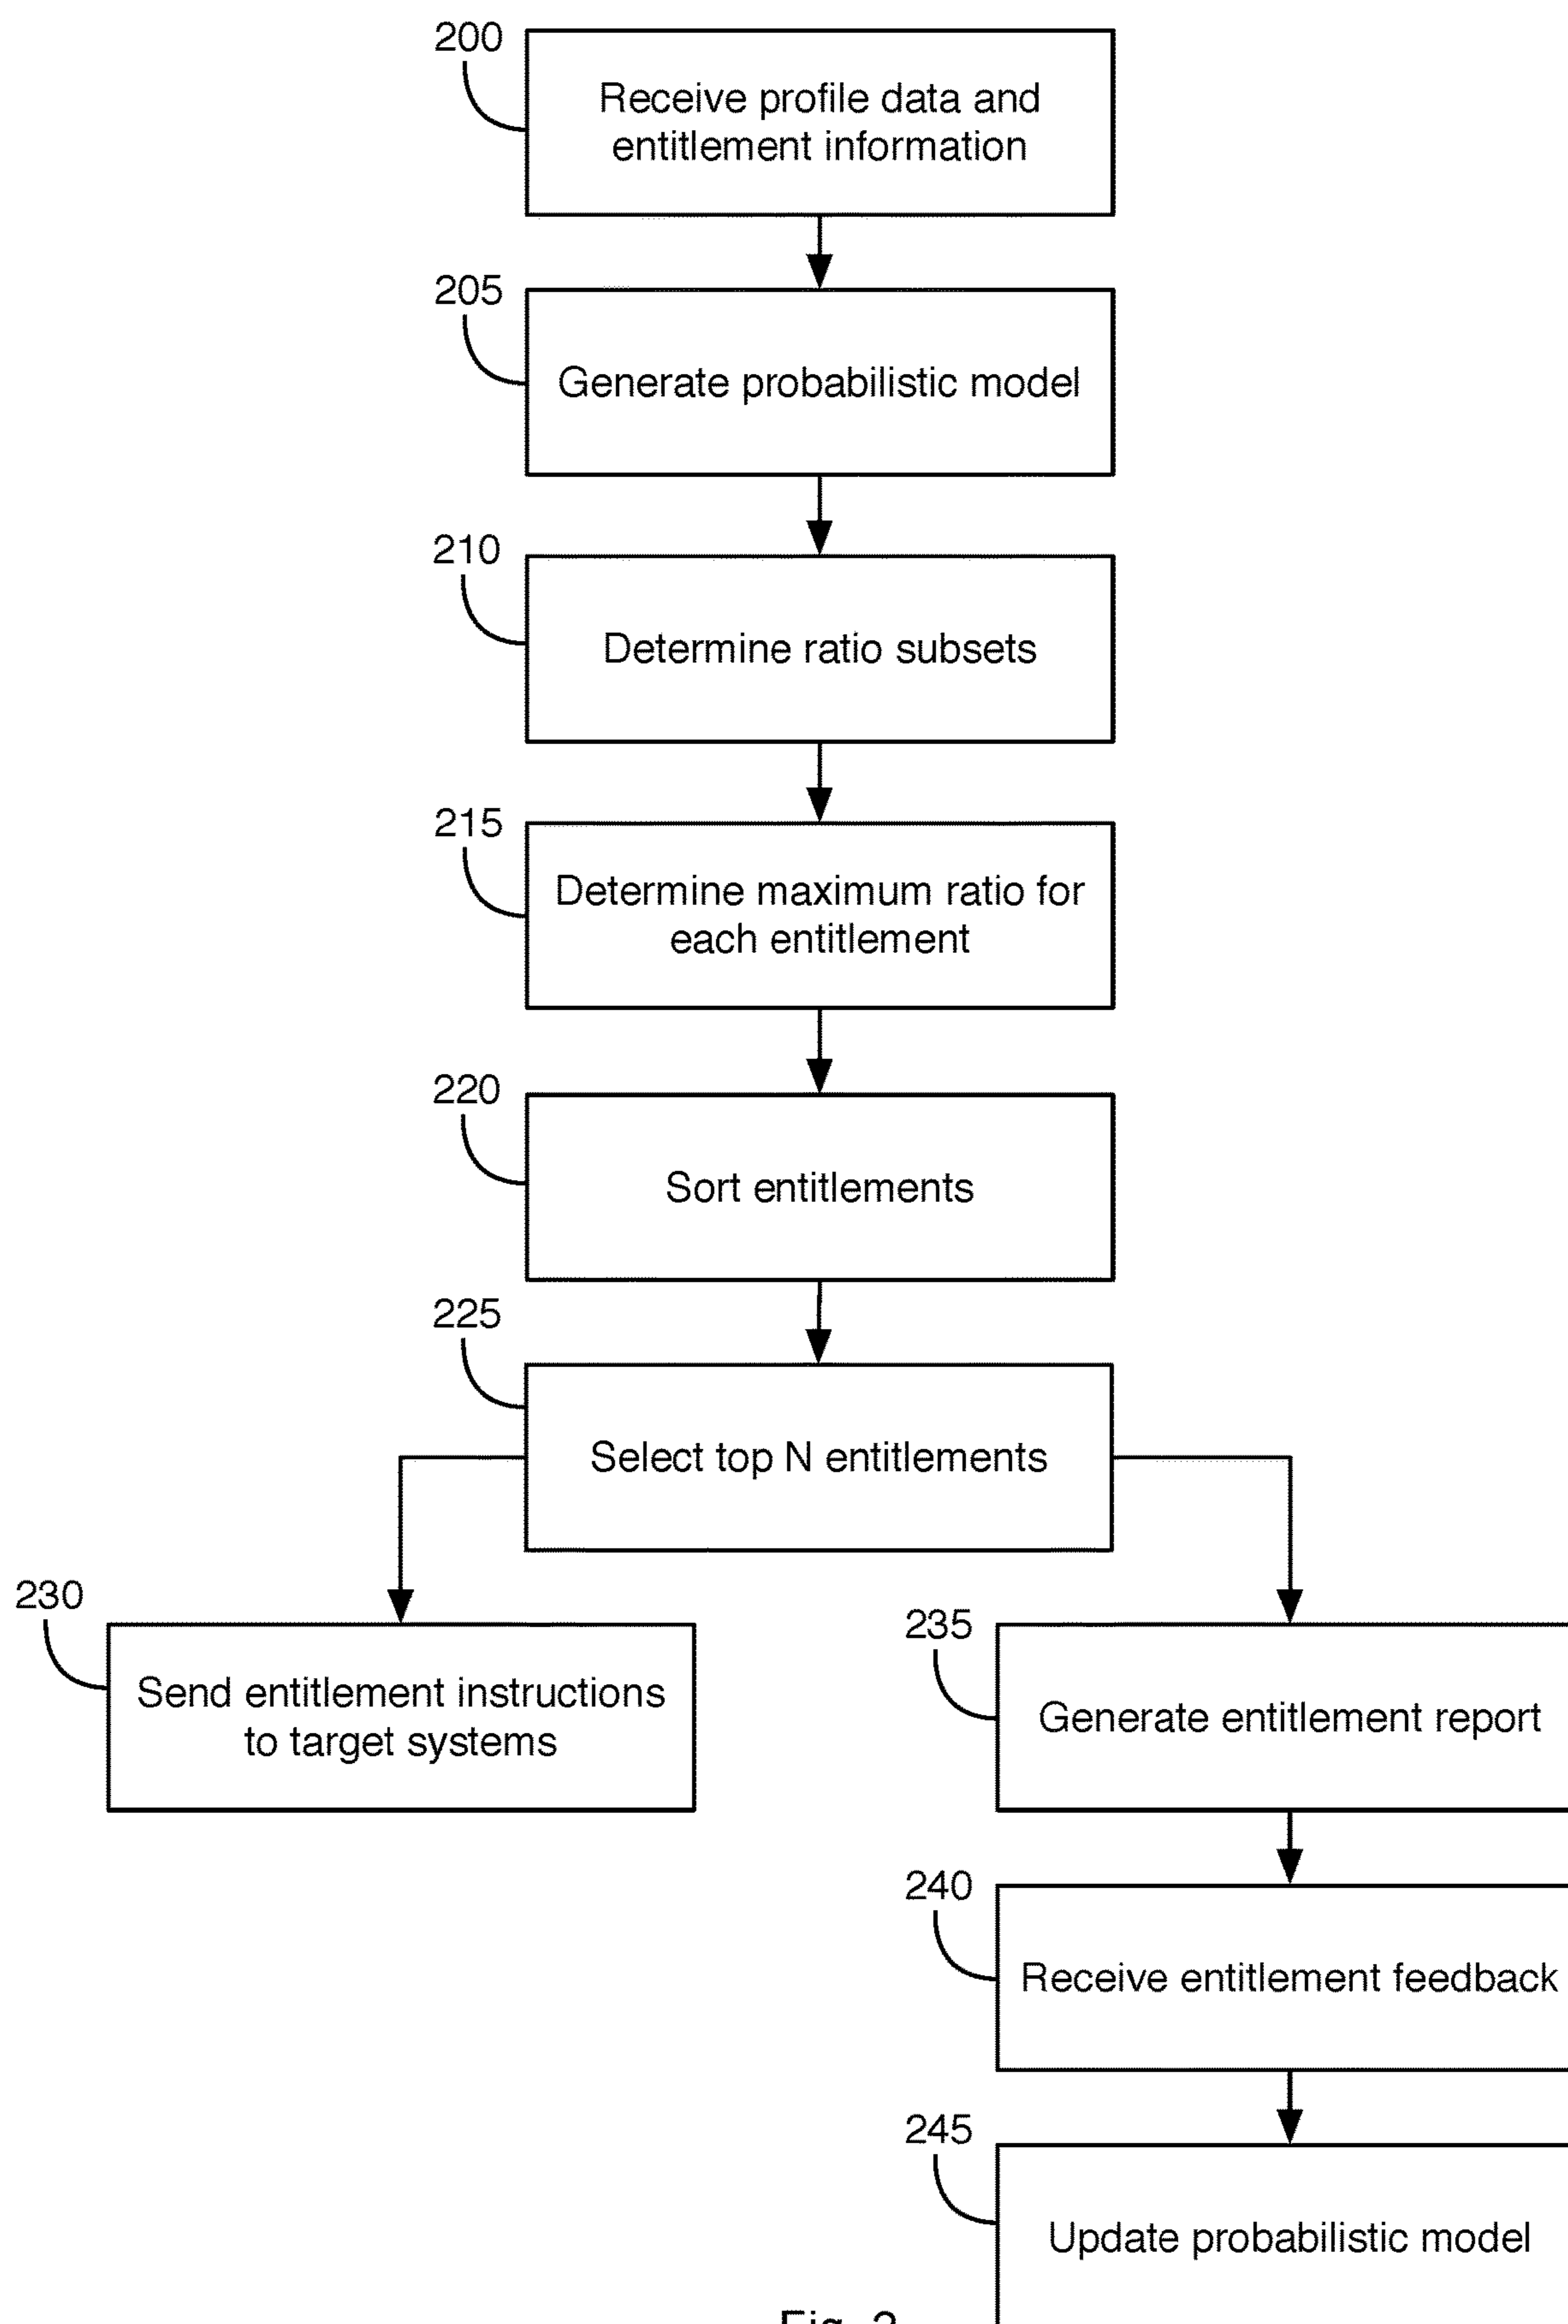 200
Receive profile data and
entitlement information
205
Generate probabilistic model
210
Determine ratio subsets
215
Determine maximum ratio for
each entitlement
220
Sort entitlements
225
Select top N entitlements
230
Send entitlement instructions
to target systems
235
Generate entitlement report
240
Receive entitlement feedback
245
Update probabilistic model
Fig.